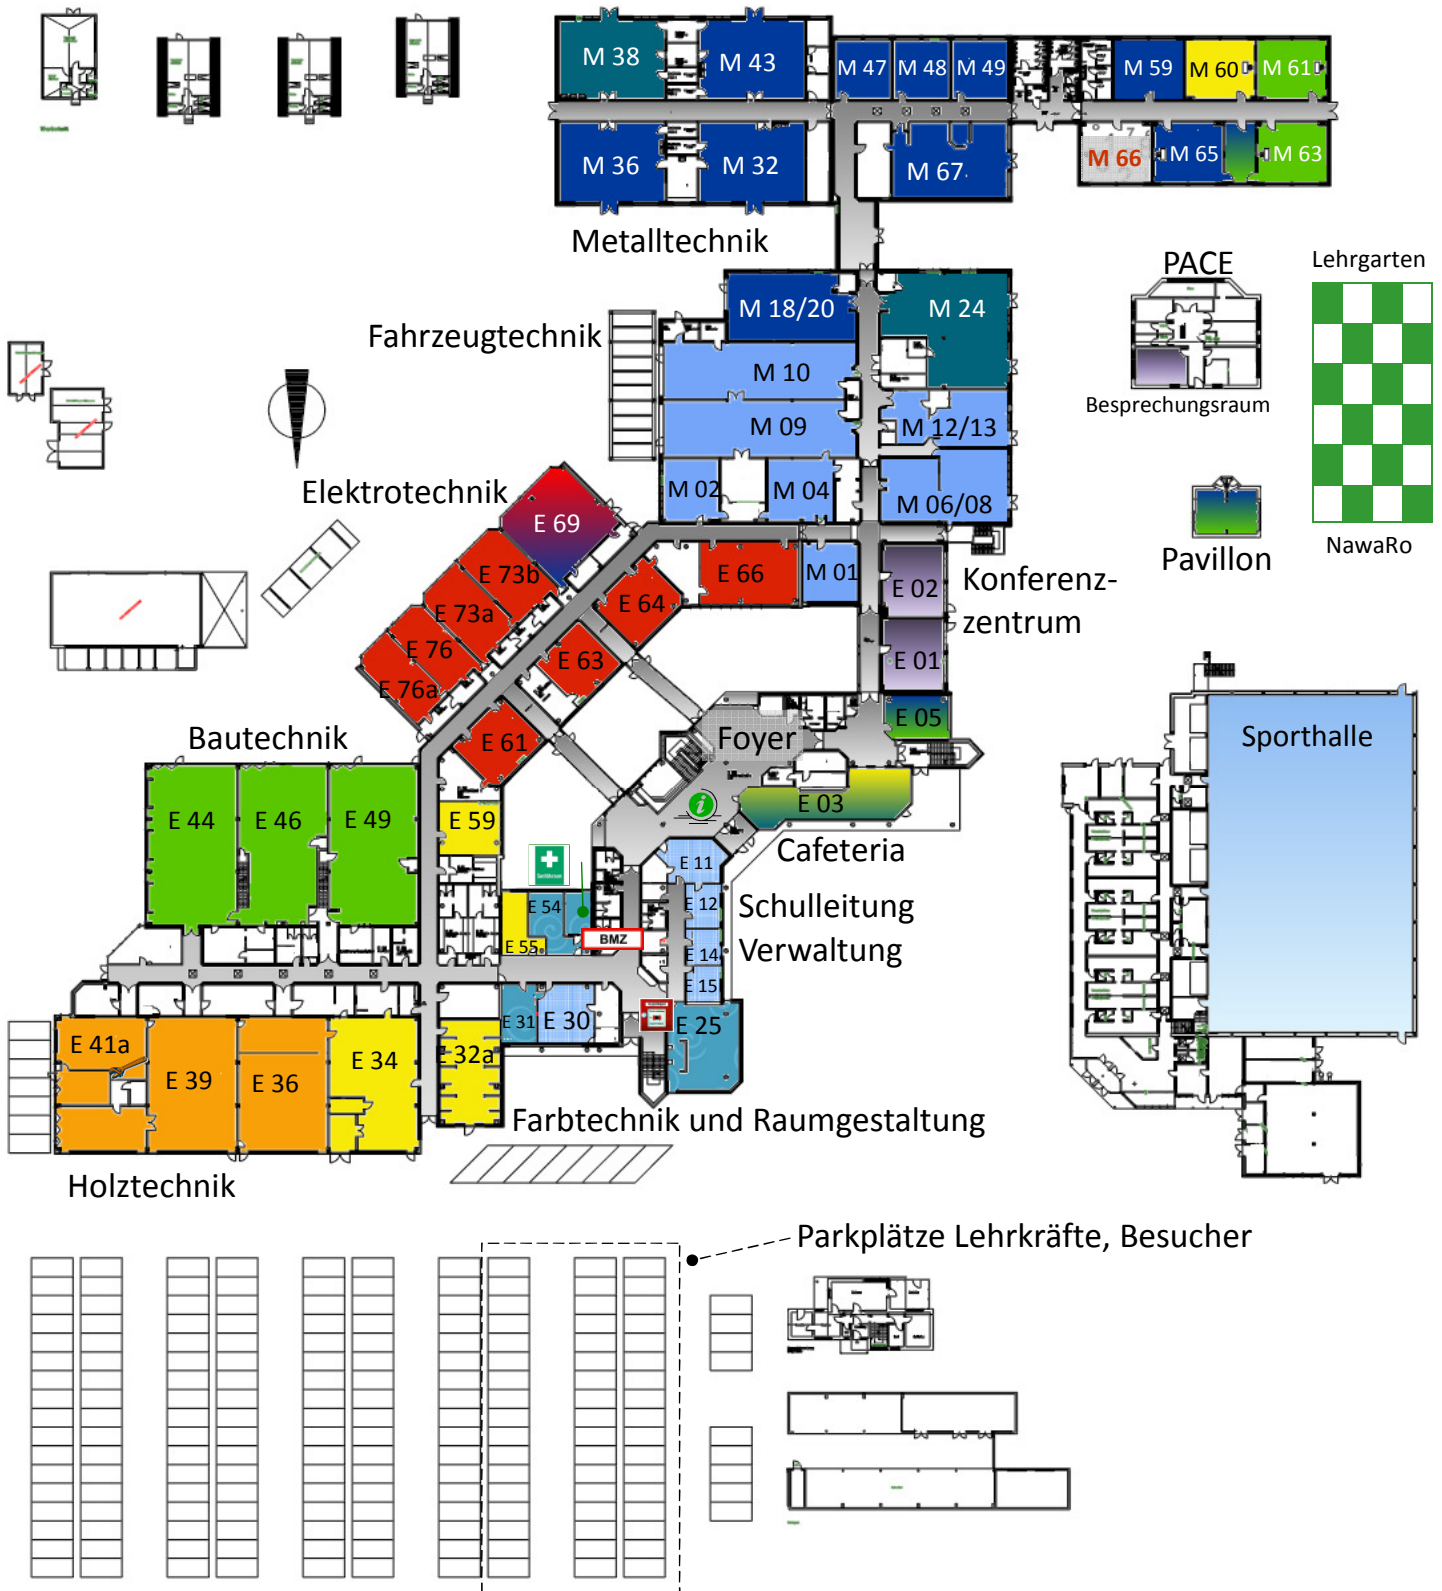 M 38
M 43
M 47
M 48
M 49
M 59
M 60
M 61
M 36
M 32
M 67
M 66
M 65
M 63
Metalltechnik
PACE
Lehrgarten
M 18/20
M 24
Fahrzeugtechnik
M 10
Besprechungsraum
M 09
M 12/13
M 02
M 04
M 06/08
Elektrotechnik
E 69
NawaRo
Pavillon
E 73b
E 66
M 01
E 02
Konferenz-
zentrum
E 73a
E 64
E 76
E 63
E 01
E 76a
E 05
Foyer
E 61
Sporthalle
Bautechnik
E 03
E 44
E 46
E 49
E 59
Cafeteria
E 11
E 12
E 54
Schulleitung
Verwaltung
BMZ
E 55
E 14
E 15
E 31
E 30
E 25
E 41a
E 39
E 36
E 34
E 32a
Farbtechnik und Raumgestaltung
Holztechnik
Parkplätze Lehrkräfte, Besucher